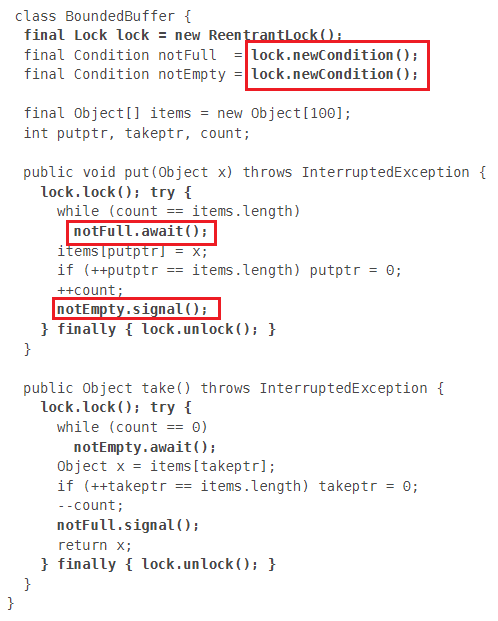 class BoundedBuffer {
final Lock lock = new ReentrantLock();
final Condition notFull  = lock.newCondition();
final Condition notEmpty = lock.newCondition();
final Object[] items = new Object[100];
int putptr, takeptr, count;
public void put(Object x) throws InterruptedException {
lock.lock(); try {
while (count == items.length)
notFull.await();
items[putptr] = x;
if (++putptr == items.length) putptr = 0;
++count;
notEmpty.signal();
} finally { lock.unlock(); }
}
public Object take() throws InterruptedException {
lock.lock(); try {
while (count == 0)
notEmpty.await();
Object x = items[takeptr];
if (++takeptr == items.length) takeptr = 0;
--count;
notFull.signal();
return x;
} finally { lock.unlock(); }
}
}